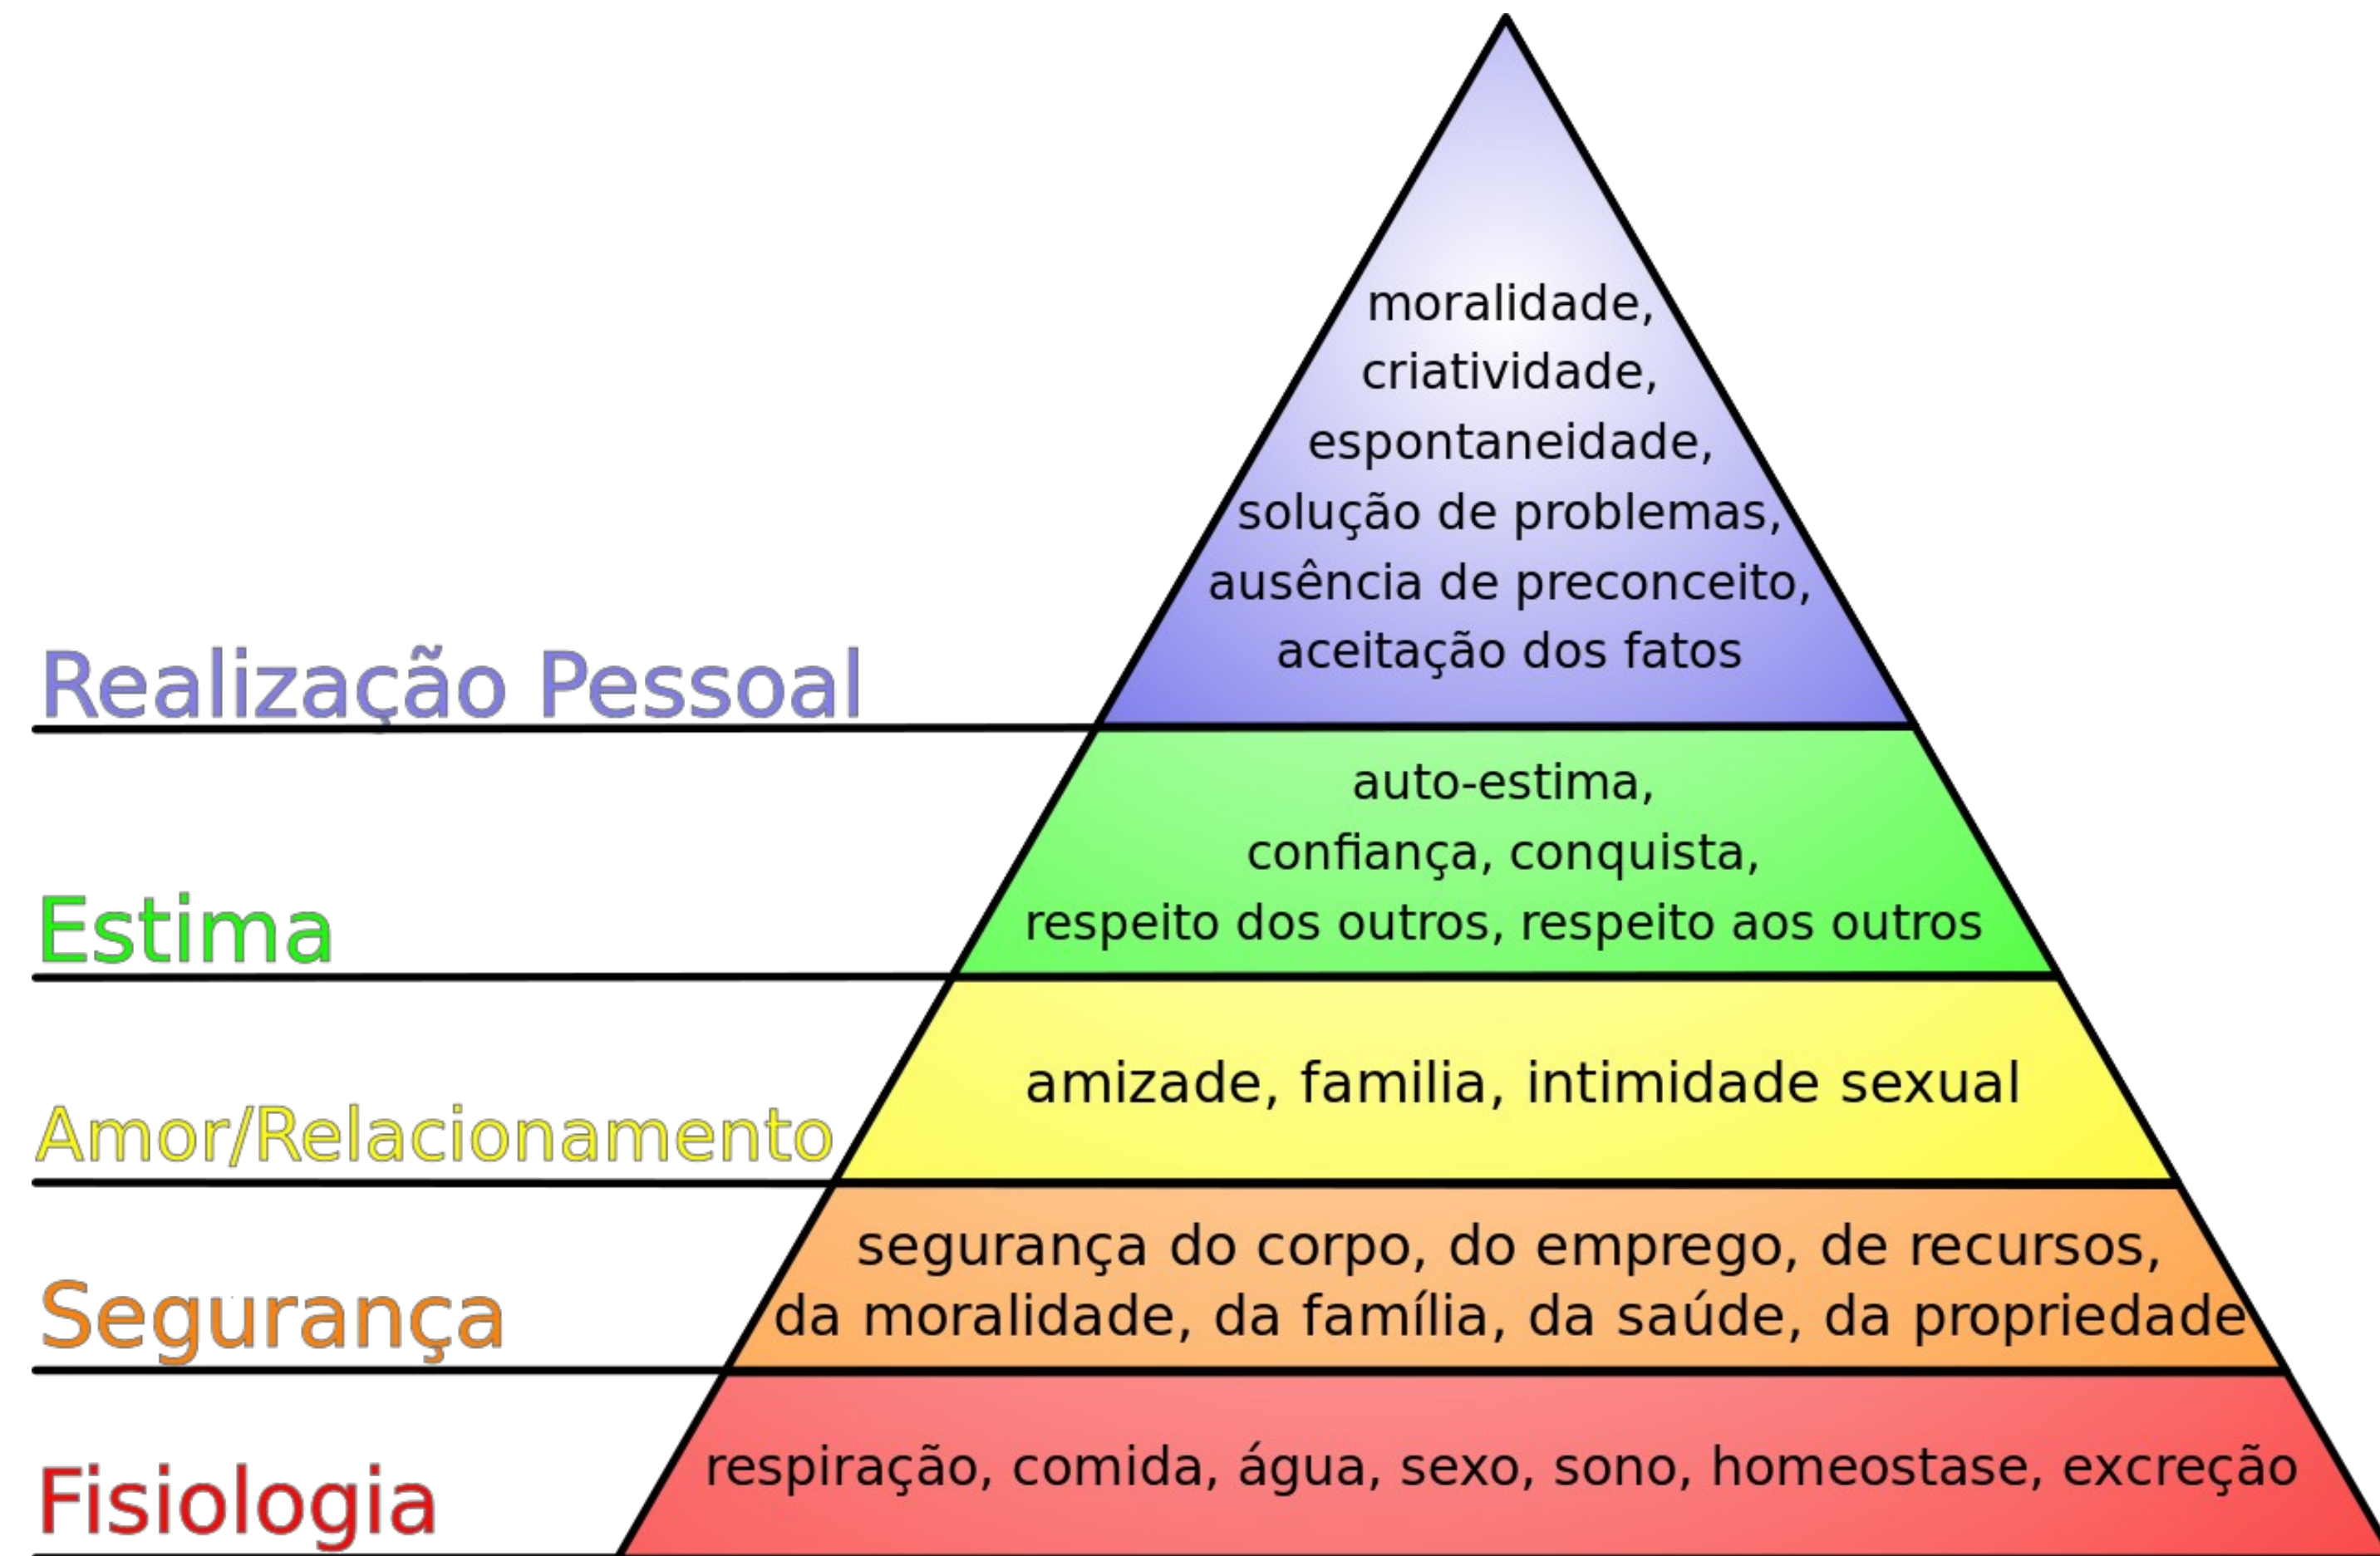 moralidade,
criatividade,
espontaneidade,
solução de problemas,
ausência de preconceito,
aceitação dos fatos
Realização Pessoal
auto-estima,
confiança, conquista,
respeito dos outros, respeito aos outros
Estima
amizade, familia, intimidade sexual
Amor/Relacionamento
segurança do corpo, do emprego, de recursos,
da moralidade, da família, da saúde, da propriedade
Segurança
respiração, comida, água, sexo, sono, homeostase, excreção
Fisiologia